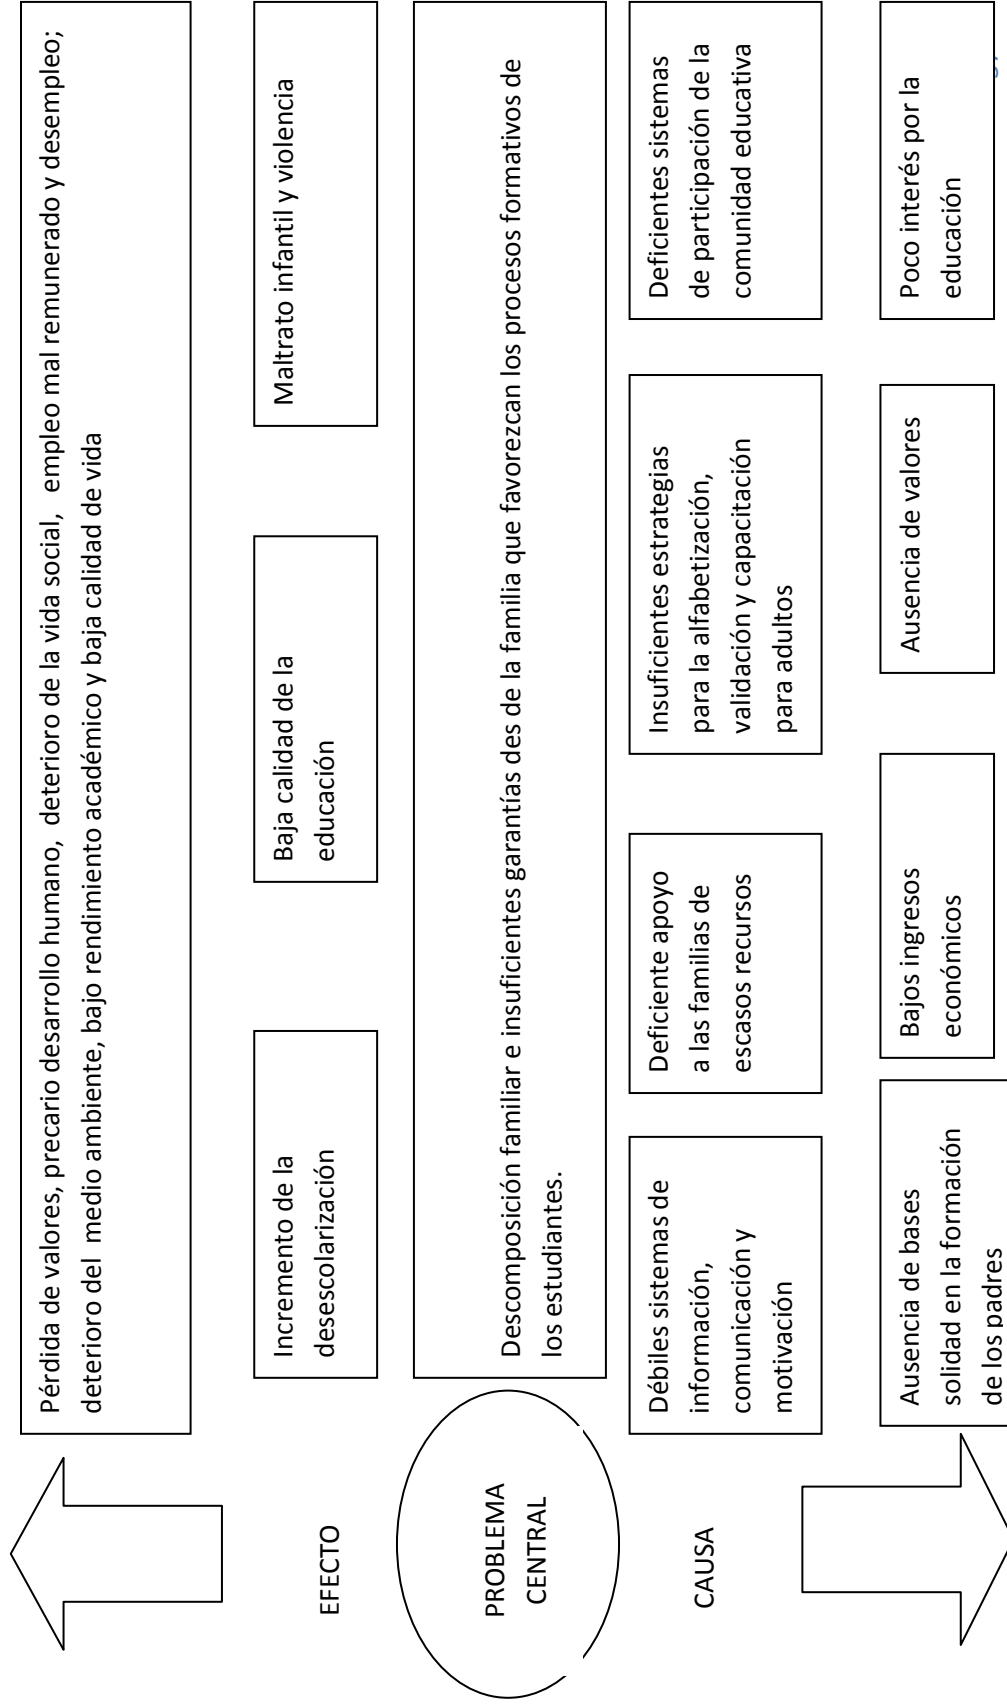 Pérdida de valores, precario desarrollo humano, deterioro de la vida social, empleo mal remunerado y desempleo;
deterioro del medio ambiente, bajo rendimiento académico y baja calidad de vida
EFECTO
Incremento de la
desescolarización
Baja calidad de la
educación
Maltrato infantil y violencia
PROBLEMA
CENTRAL
Descomposición familiar e insuficientes garantías des de la familia que favorezcan los procesos formativos de
los estudiantes.
CAUSA
Débiles sistemas de
información,
comunicación y
motivación
Deficiente apoyo
a las familias de
escasos recursos
Insuficientes estrategias
para la alfabetización,
validación y capacitación
para adultos
Deficientes sistemas
de participación de la
comunidad educativa
Ausencia de bases
solidad en la formación
de los padres
Bajos ingresos
económicos
Ausencia de valores
Poco interés por la
educación